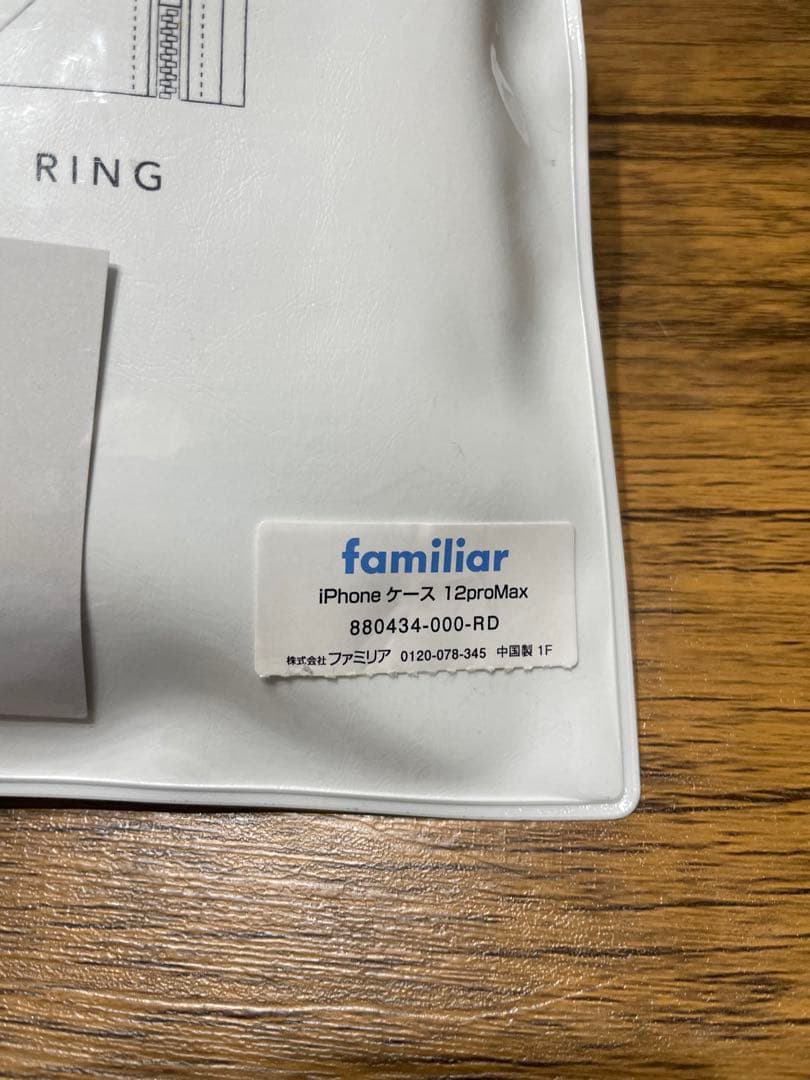 RING
familiar
iPhone ケース 12proMax
880434-000-RD
株式会社 ファミリア 0120-078-345 中国製 1F